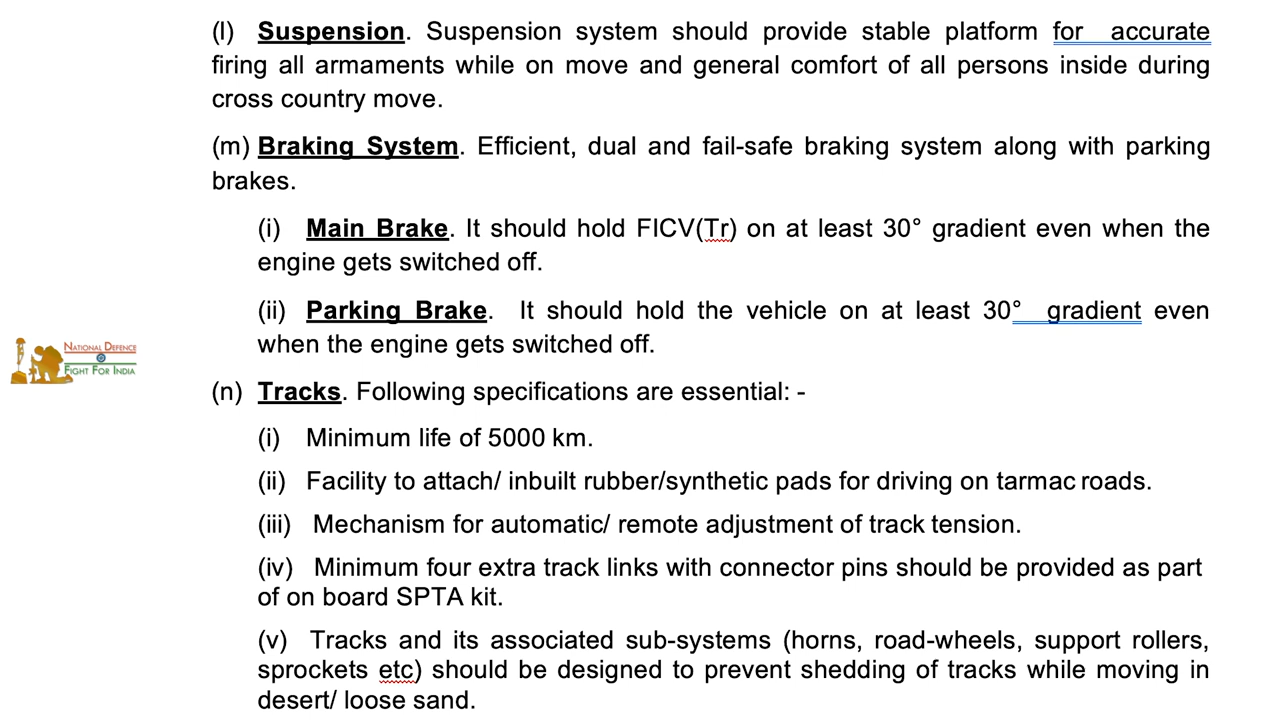 (l) Suspension. Suspension system should provide stable platform for accurate
firing all armaments while on move and general comfort of all persons inside during
cross country move.
(m) Braking System. Efficient, dual and fail-safe braking system along with parking
brakes.
(i) Main Brake. It should hold FICV(Tr) on at least 30° gradient even when the
engine gets switched off.
(ii) Parking Brake. It should hold the vehicle on at least 30° gradient even
when the engine gets switched off.
NATIONAL DEFENCE
FIGHT FOR INDIA
(n) Tracks. Following specifications are essential: -
(i) Minimum life of 5000 km.
(ii) Facility to attach/ inbuilt rubber/synthetic pads for driving on tarmac roads.
(iii) Mechanism for automatic/ remote adjustment of track tension.
(iv) Minimum four extra track links with connector pins should be provided as part
of on board SPTA kit.
(v) Tracks and its associated sub-systems (horns, road-wheels, support rollers,
sprockets etc) should be designed to prevent shedding of tracks while moving in
desert/ loose sand.